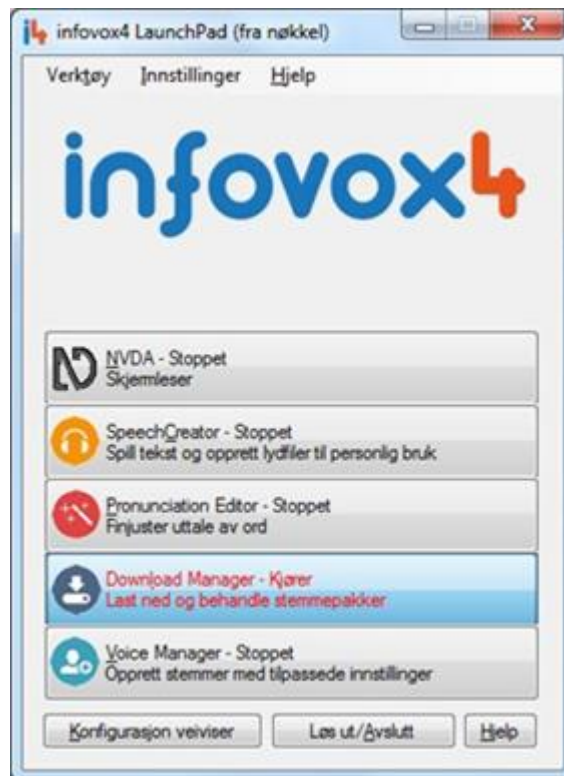 infovox4 LaunchPad (fra nøkkel)
Verktøy Innstillinger Hjelp
infovox4
NVDA - Stoppet
Skjermleser
SpeechCreator - Stoppet
Spill tekst og opprett lydfiler til personlig bruk
Pronunciation Editor - Stoppet
Finjuster uttale av ord
Download Manager - Kjører
Last ned og behandle stemmepakker
Voice Manager - Stoppet
Opprett stemmer med tilpassede innstillinger
Konfigurasjon veiviser Løs ut/Avslutt Hjelp